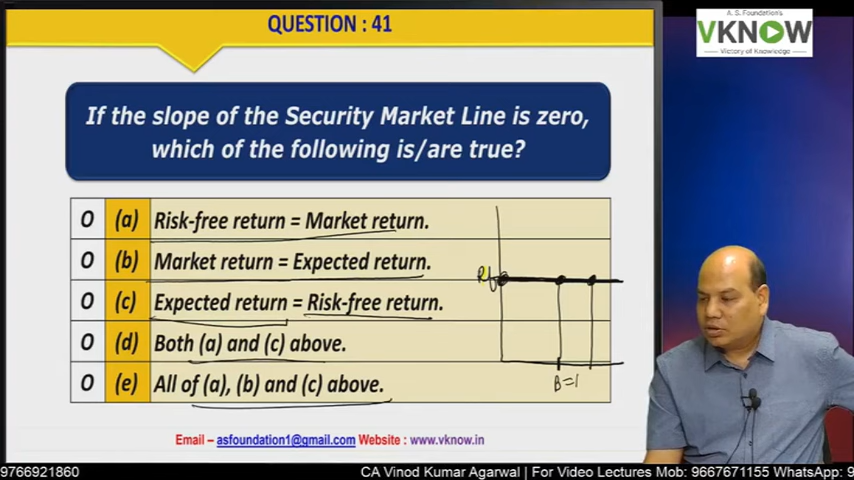 QUESTION : 41
A. S. Foundation's
VKNOW
Victory of Knowledge
If the slope of the Security Market Line is zero,
which of the following is/are true?
O (a) Risk-free return = Market return.
O (b) Market return = Expected return.
O (c) Expected return = Risk-free return.
O (d) Both (a) and (c) above.
O (e) All of (a), (b) and (c) above.
Rf
B=1
Email – asfoundation1@gmail.com Website : www.vknow.in
9766921860 CA Vinod Kumar Agarwal | For Video Lectures Mob: 9667671155 WhatsApp: 9